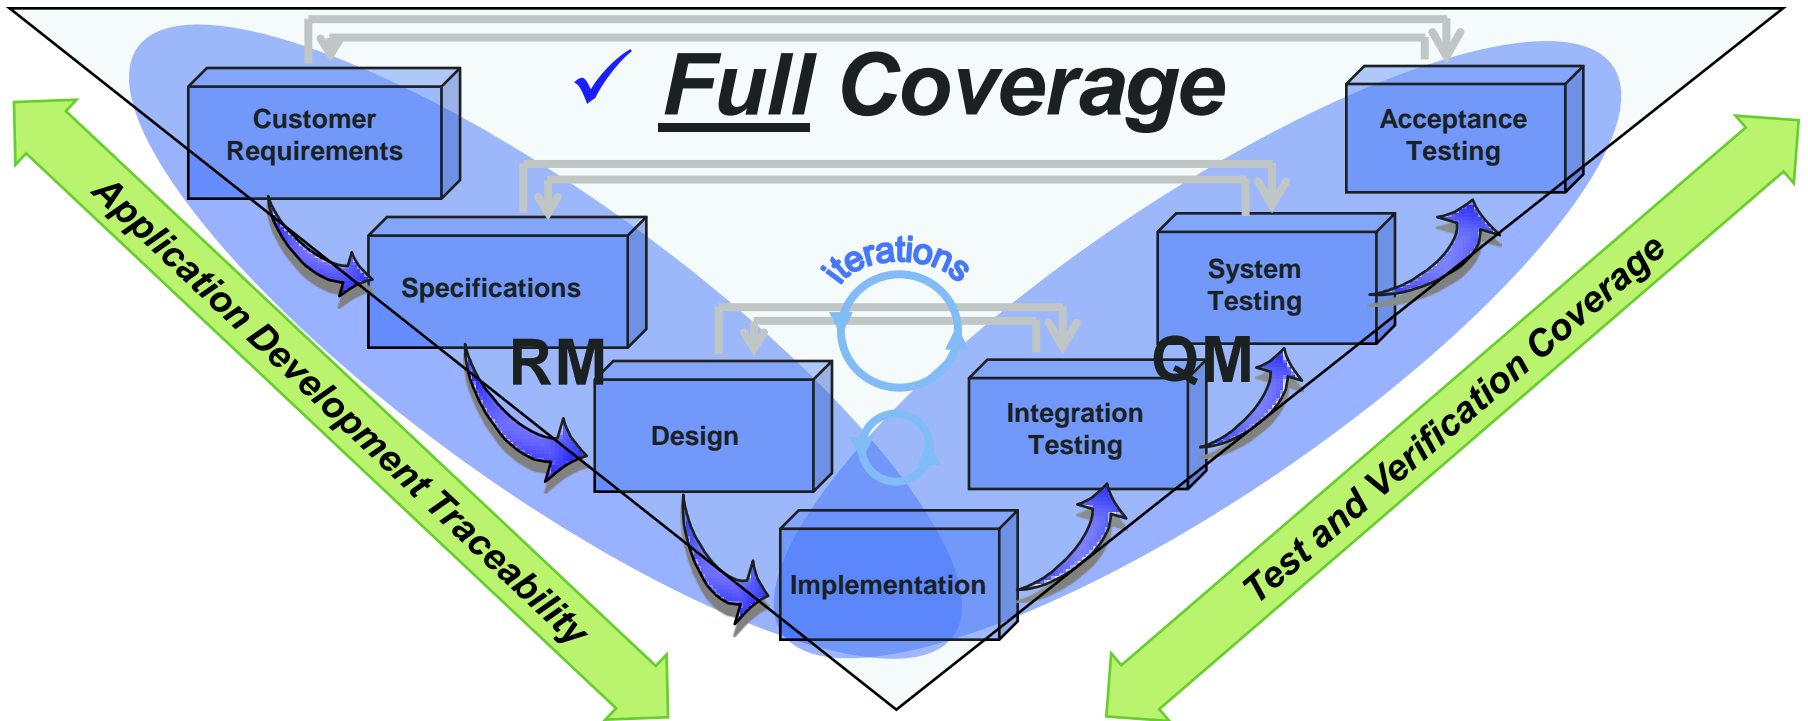 ✓ Full Coverage
Customer
Requirements
Acceptance
Testing
Specifications
iterations
System
Testing
RM
QM
Design
Integration
Testing
Implementation
Application Development Traceability
Test and Verification Coverage